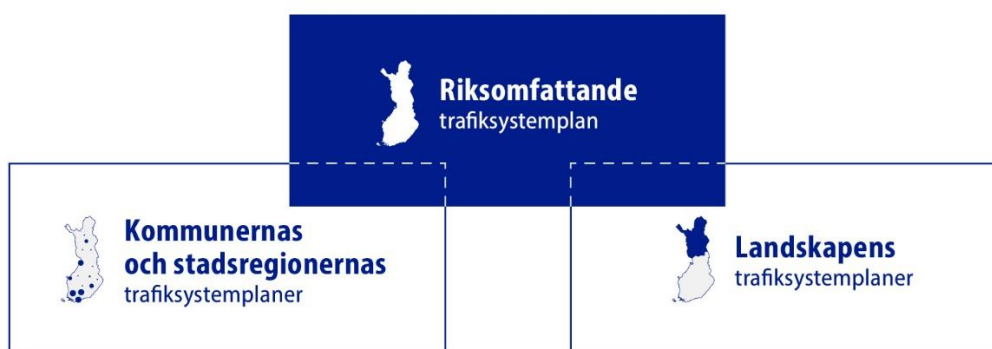 Riksomfattande
trafiksystemplan
Kommunernas
och stadsregionernas
trafiksystemplaner
Landskapens
trafiksystemplaner